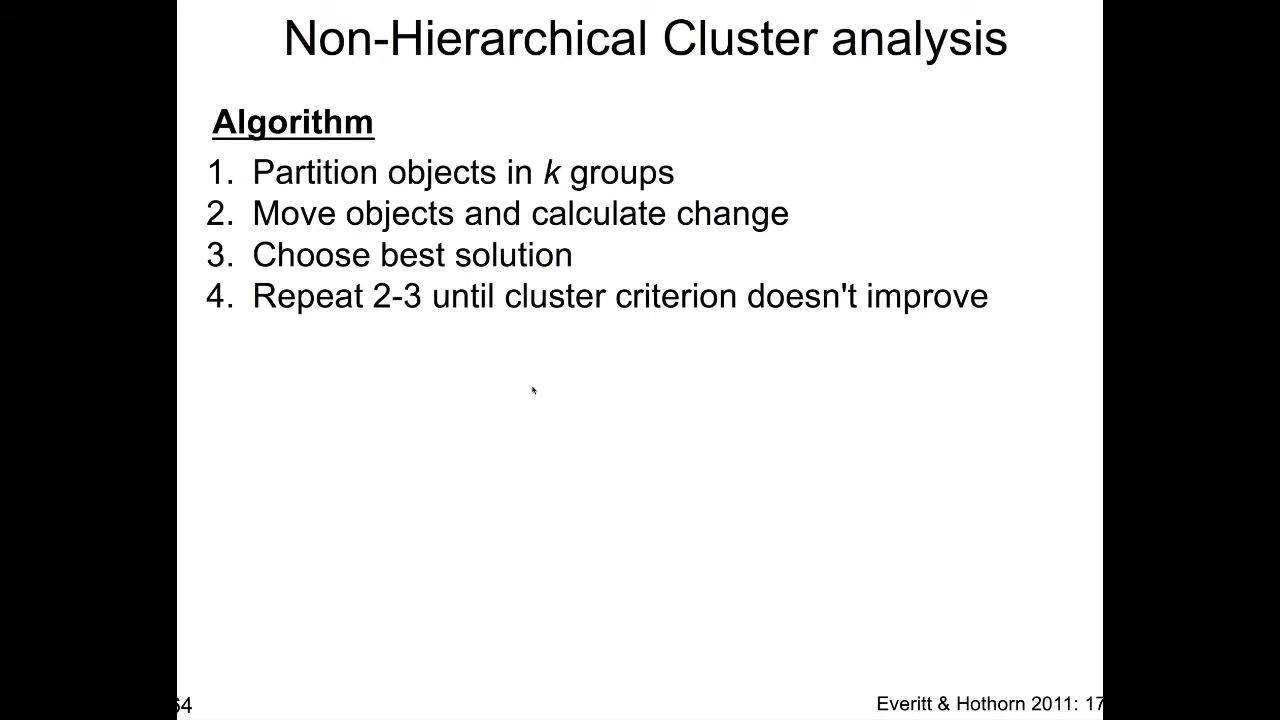 Non-Hierarchical Cluster analysis
Algorithm
1. Partition objects in k groups
2. Move objects and calculate change
3. Choose best solution
4. Repeat 2-3 until cluster criterion doesn't improve
64
Everitt & Hothorn 2011: 17